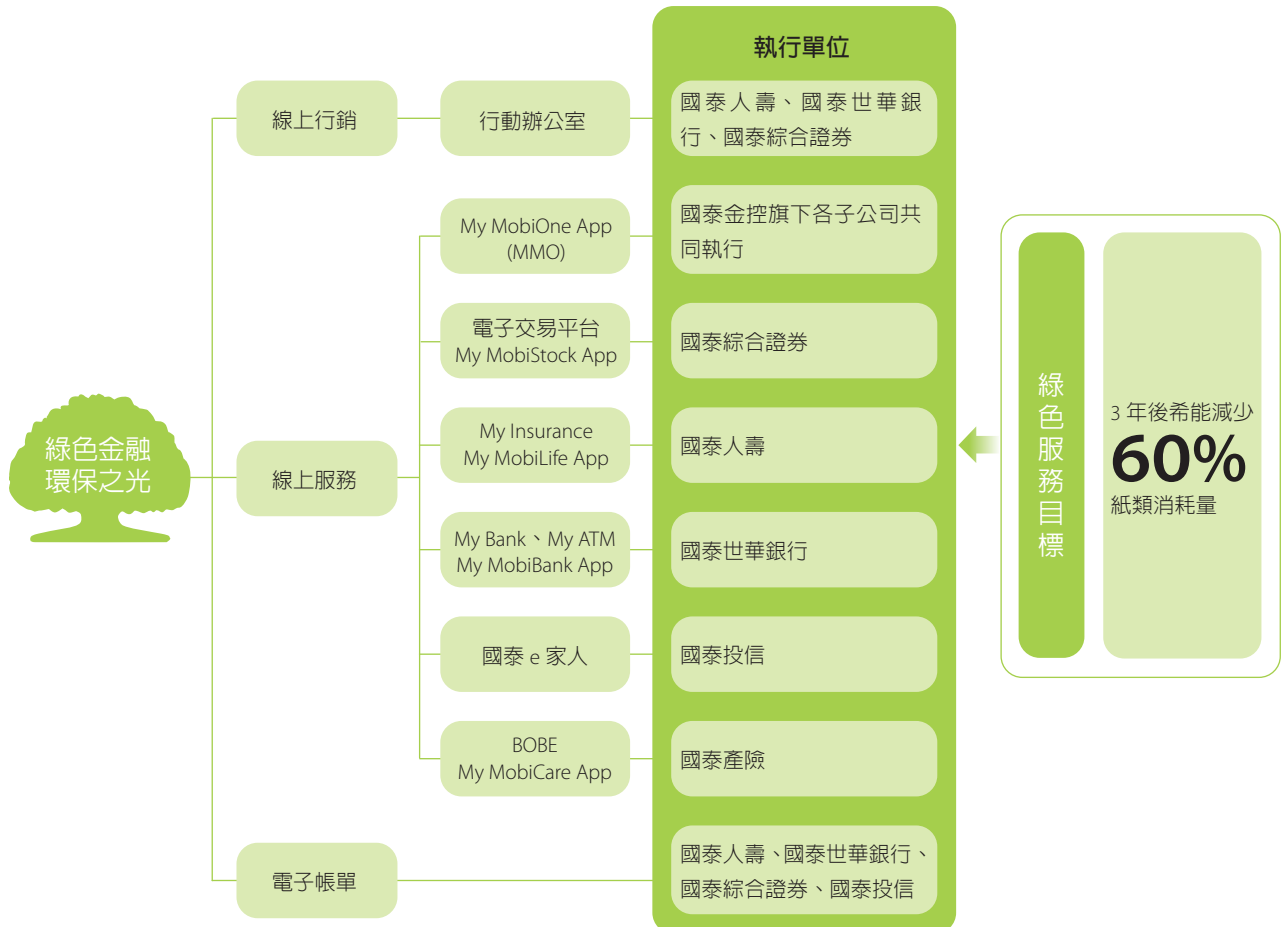 執行單位
線上行銷
行動辦公室
國泰人壽、國泰世華銀
行、國泰綜合證券
My MobiOne App
(MMO)
國泰金控旗下各子公司共
同執行
電子交易平台
My MobiStock App
國泰綜合證券
綠色金融
環保之光
線上服務
My Insurance
My MobiLife App
國泰人壽
My Bank、My ATM
My MobiBank App
國泰世華銀行
國泰 e 家人
國泰投信
BOBE
My MobiCare App
國泰產險
電子帳單
國泰人壽、國泰世華銀行、
國泰綜合證券、國泰投信
綠色服務目標
3 年後希能減少
60%
紙類消耗量